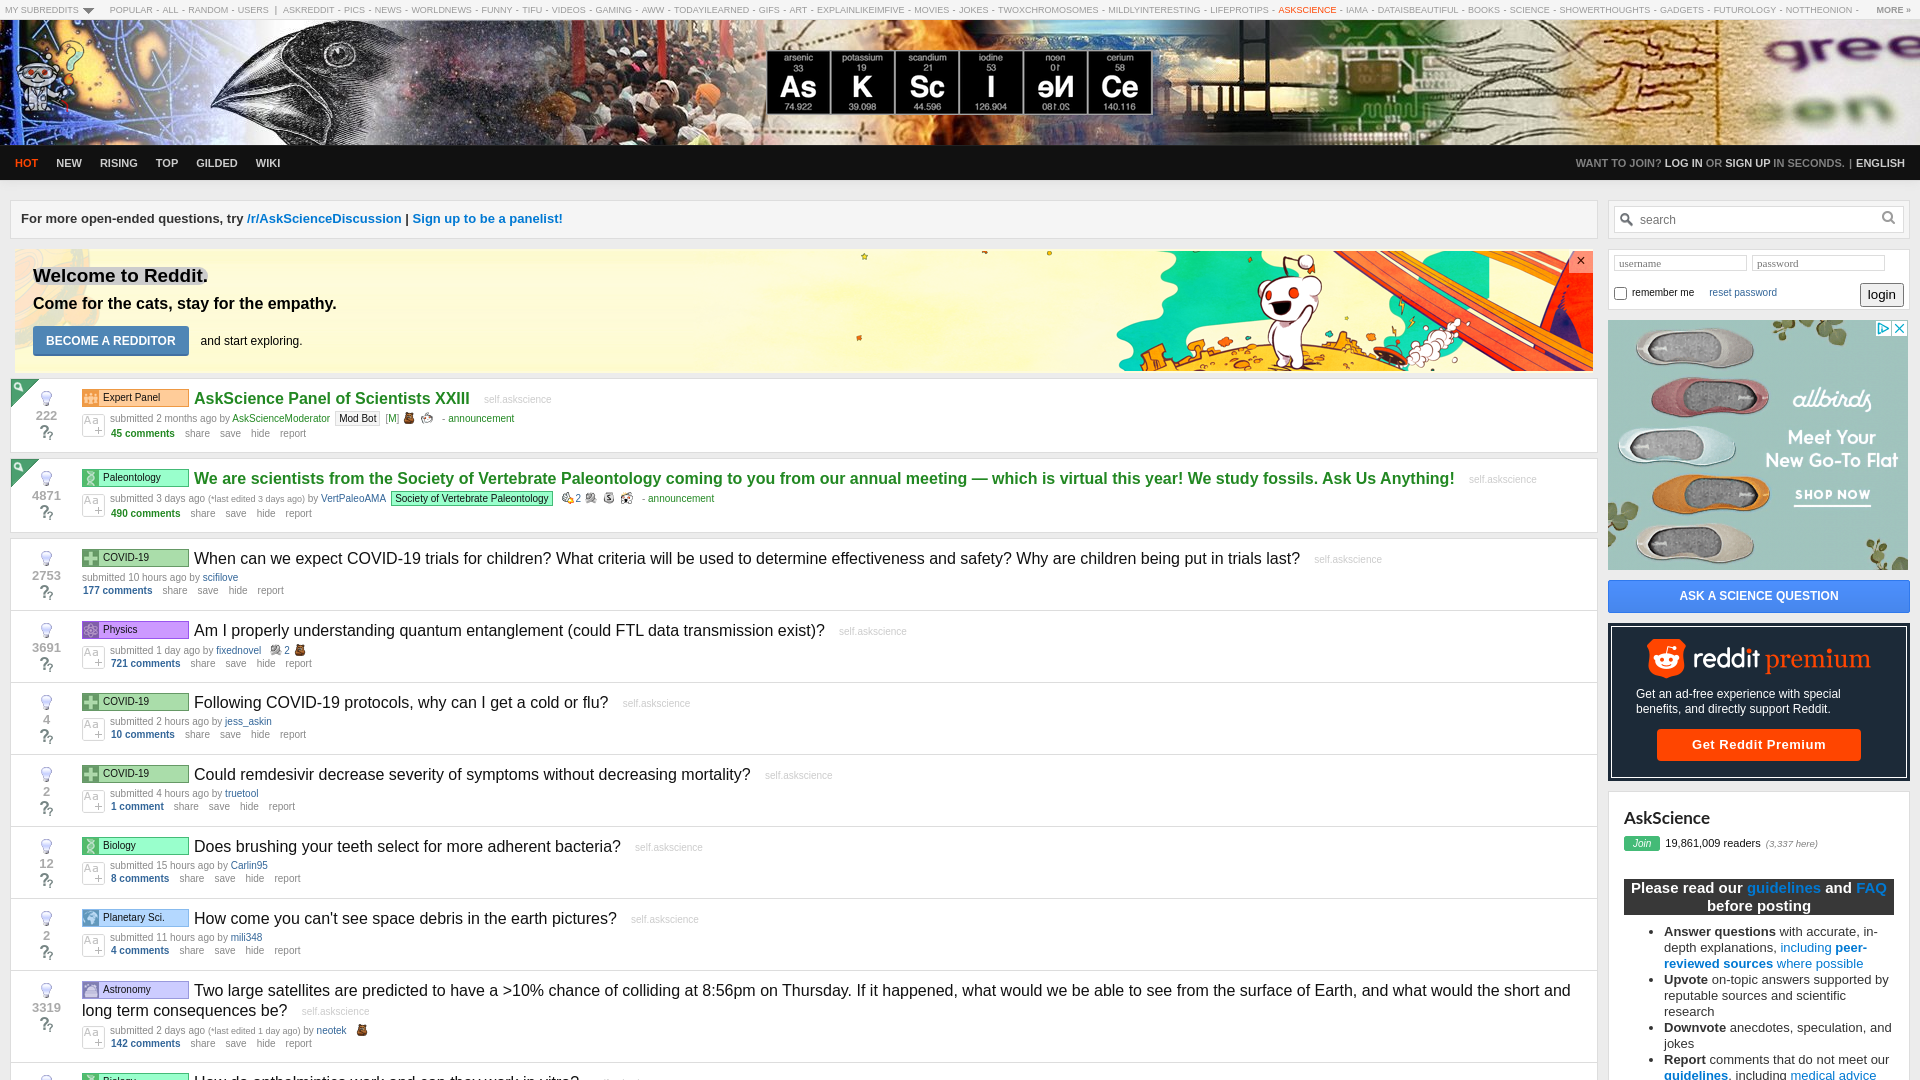 MY SUBREDDITS POPULAR - ALL - RANDOM - USERS | ASKREDDIT - PICS - NEWS - WORLDNEWS - FUNNY - TIFU - VIDEOS - GAMING - AWW - TODAYILEARNED - GIFS - ART - EXPLAINLIKEIMFIVE - MOVIES - JOKES - TWOXCHROMOSOMES - MILDLYINTERESTING - LIFEPROTIPS - ASKSCIENCE - IAMA - DATAISBEAUTIFUL - BOOKS - SCIENCE - SHOWERTHOUGHTS - GADGETS - FUTUROLOGY - NOTTHEONION - MORE »
arsenic potassium scandium iodine neon cerium
33 19 21 53 10 58
As K Sc I Ne Ce
74.922 39.098 44.596 126.904 20.180 140.116
gree
en
HOT NEW RISING TOP GILDED WIKI
WANT TO JOIN? LOG IN OR SIGN UP IN SECONDS. | ENGLISH
For more open-ended questions, try /r/AskScienceDiscussion | Sign up to be a panelist!
Welcome to Reddit.
Come for the cats, stay for the empathy.
BECOME A REDDITOR and start exploring.
×
222
Expert Panel AskScience Panel of Scientists XXIII self.askscience
submitted 2 months ago by AskScienceModerator Mod Bot [M] - announcement
45 comments share save hide report
4871
Paleontology We are scientists from the Society of Vertebrate Paleontology coming to you from our annual meeting — which is virtual this year! We study fossils. Ask Us Anything! self.askscience
submitted 3 days ago (*last edited 3 days ago) by VertPaleoAMA Society of Vertebrate Paleontology 2 - announcement
490 comments share save hide report
2753
COVID-19 When can we expect COVID-19 trials for children? What criteria will be used to determine effectiveness and safety? Why are children being put in trials last? self.askscience
submitted 10 hours ago by scifilove
177 comments share save hide report
3691
Physics Am I properly understanding quantum entanglement (could FTL data transmission exist)? self.askscience
submitted 1 day ago by fixednovel 2
721 comments share save hide report
4
COVID-19 Following COVID-19 protocols, why can I get a cold or flu? self.askscience
submitted 2 hours ago by jess_askin
10 comments share save hide report
2
COVID-19 Could remdesivir decrease severity of symptoms without decreasing mortality? self.askscience
submitted 4 hours ago by truetool
1 comment share save hide report
12
Biology Does brushing your teeth select for more adherent bacteria? self.askscience
submitted 15 hours ago by Carlin95
8 comments share save hide report
2
Planetary Sci. How come you can't see space debris in the earth pictures? self.askscience
submitted 11 hours ago by mili348
4 comments share save hide report
3319
Astronomy Two large satellites are predicted to have a >10% chance of colliding at 8:56pm on Thursday. If it happened, what would we be able to see from the surface of Earth, and what would the short and
long term consequences be? self.askscience
submitted 2 days ago (*last edited 1 day ago) by neotek
142 comments share save hide report
search
username password
remember me reset password login
allbirds
Meet Your
New Go-To Flat
SHOP NOW
ASK A SCIENCE QUESTION
reddit premium
Get an ad-free experience with special
benefits, and directly support Reddit.
Get Reddit Premium
AskScience
Join 19,861,009 readers (3,337 here)
Please read our guidelines and FAQ
before posting
Answer questions with accurate, in-
depth explanations, including peer-
reviewed sources where possible
Upvote on-topic answers supported by
reputable sources and scientific
research
Downvote anecdotes, speculation, and
jokes
Report comments that do not meet our
guidelines, including medical advice